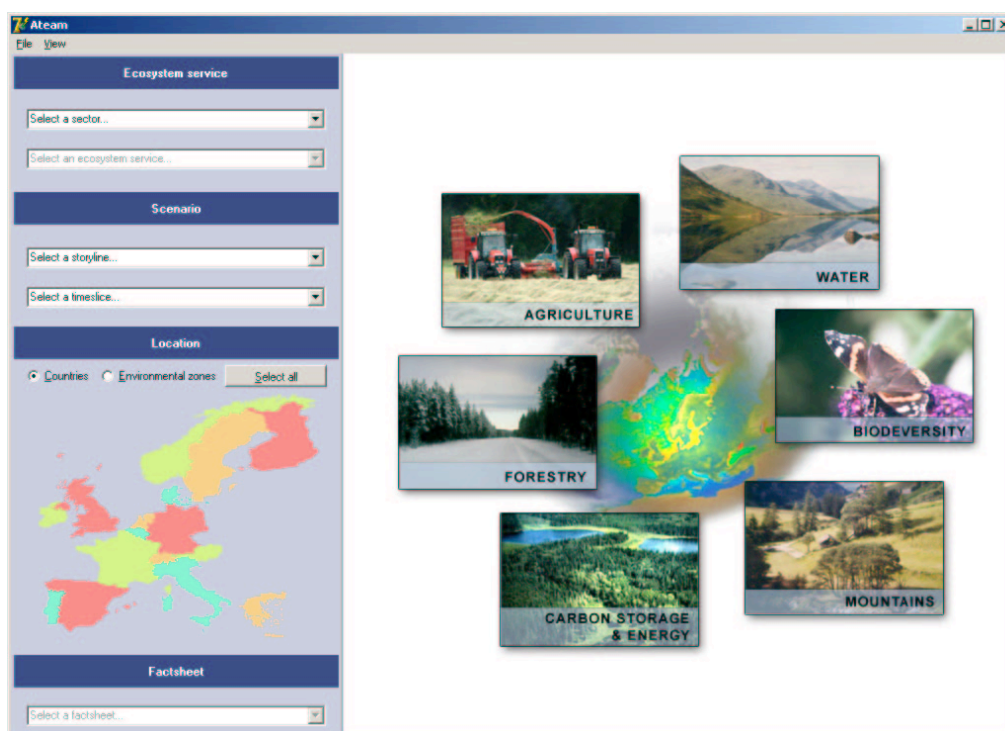 Ateam
File View
Ecosystem service
Select a sector...
Select an ecosystem service...
Scenario
Select a storyline...
Select a timeslice...
Location
Countries Environmental zones Select all
Factsheet
Select a factsheet...
AGRICULTURE
WATER
FORESTRY
BIODEVERSITY
CARBON STORAGE
& ENERGY
MOUNTAINS